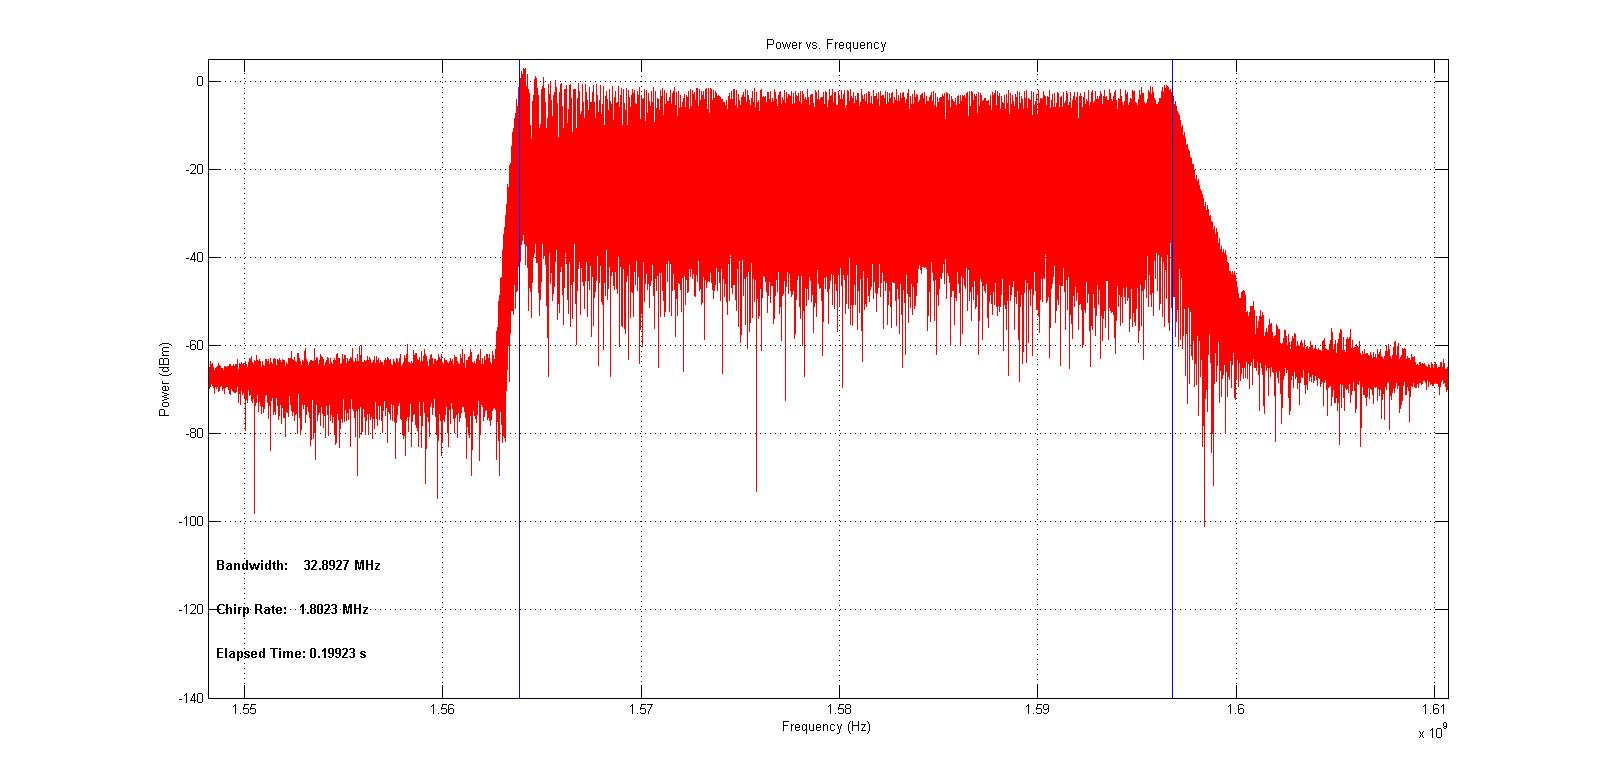 Power vs. Frequency
0
-20
-40
-60
-80
-100
-120
-140
Power (dBm)
Bandwidth: 32.8927 MHz
Chirp Rate: 1.8023 MHz
Elapsed Time: 0.19923 s
1.55 1.56 1.57 1.58 1.59 1.6 1.61
Frequency (Hz)
x 10⁹